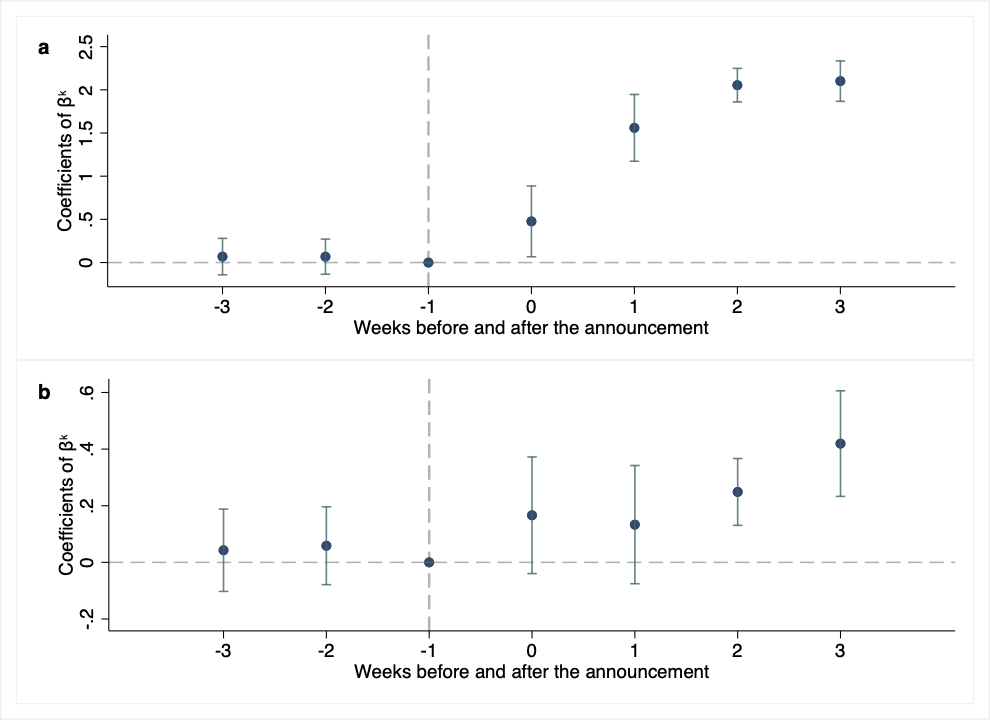 a
Coefficients of βᵏ
2.5
2
1.5
1
.5
0
-3 -2 -1 0 1 2 3
Weeks before and after the announcement
b
Coefficients of βᵏ
.6
.4
.2
0
-.2
-3 -2 -1 0 1 2 3
Weeks before and after the announcement